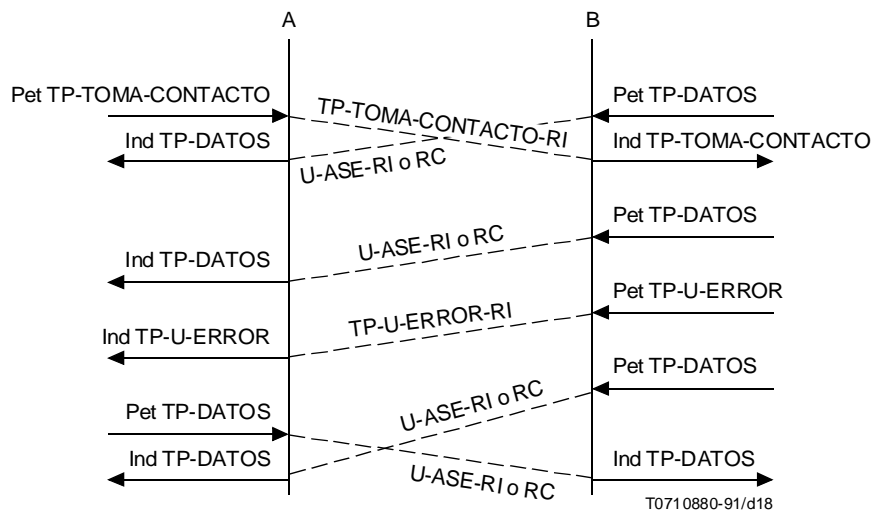 A B
Pet TP-TOMA-CONTACTO TP-TOMA-CONTACTO-RI Pet TP-DATOS
Ind TP-DATOS U-ASE-RI o RC Ind TP-TOMA-CONTACTO
Pet TP-DATOS
Ind TP-DATOS U-ASE-RI o RC
Pet TP-U-ERROR
Ind TP-U-ERROR TP-U-ERROR-RI
Pet TP-DATOS
Pet TP-DATOS U-ASE-RI o RC
Ind TP-DATOS U-ASE-RI o RC Ind TP-DATOS
T0710880-91/d18